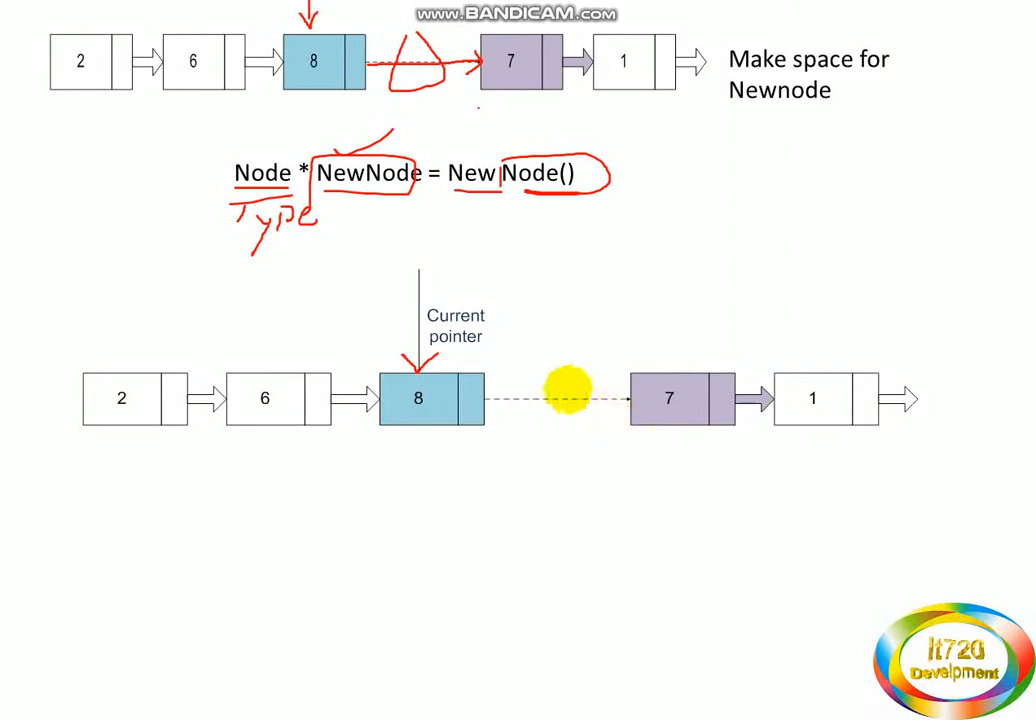 www.BANDICAM.com
2
6
8
7
1
Make space for
Newnode
Node * NewNode = New Node()
Type
Current
pointer
2
6
8
7
1
It720
Develpment